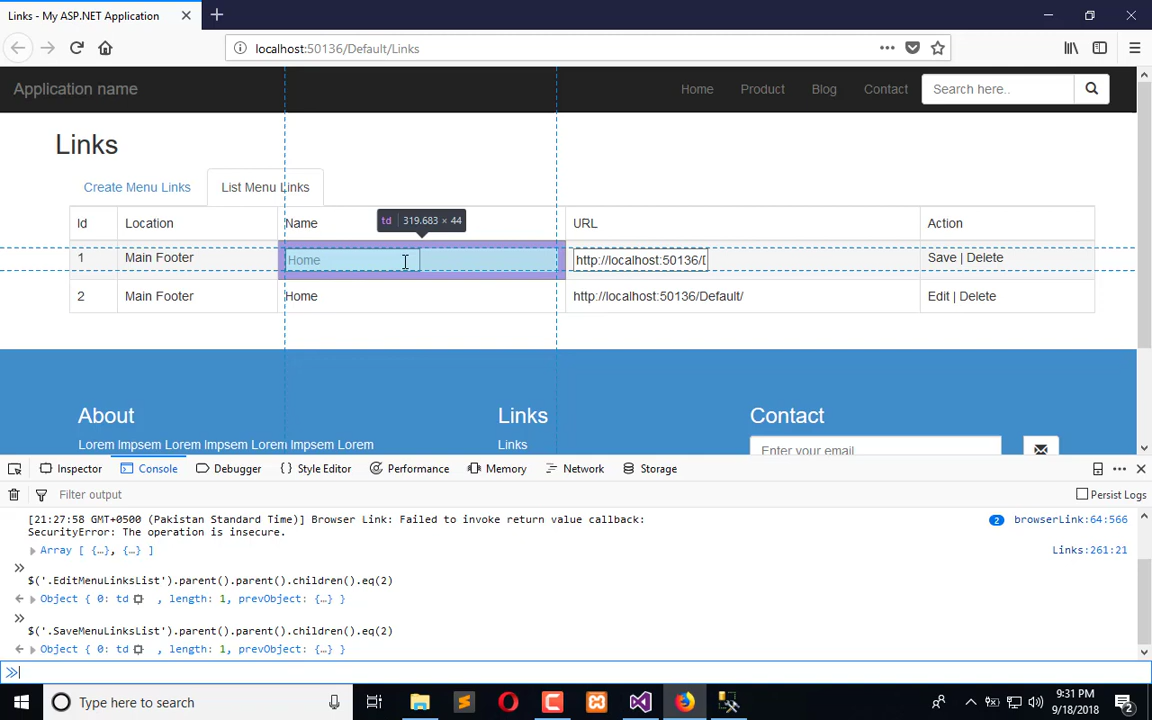 Links - My ASP.NET Application
localhost:50136/Default/Links
Application name
Home
Product
Blog
Contact
Search here..
Links
Create Menu Links
List Menu Links
td | 319.683 × 44
Id
Location
Name
URL
Action
1
Main Footer
Home
http://localhost:50136/
Save | Delete
2
Main Footer
Home
http://localhost:50136/Default/
Edit | Delete
About
Links
Contact
Lorem Impsem Lorem Impsem Lorem Impsem Lorem
Links
Enter your email
Inspector
Console
Debugger
{ } Style Editor
Performance
Memory
Network
Storage
Filter output
Persist Logs
[21:27:58 GMT+0500 (Pakistan Standard Time)] Browser Link: Failed to invoke return value callback:
2
browserLink:64:566
SecurityError: The operation is insecure.
Array [ {…}, {…} ]
Links:261:21
$('.EditMenuLinksList').parent().parent().children().eq(2)
Object { 0: td , length: 1, prevObject: {…} }
$('.SaveMenuLinksList').parent().parent().children().eq(2)
Object { 0: td , length: 1, prevObject: {…} }
Type here to search
9:31 PM
9/18/2018
2